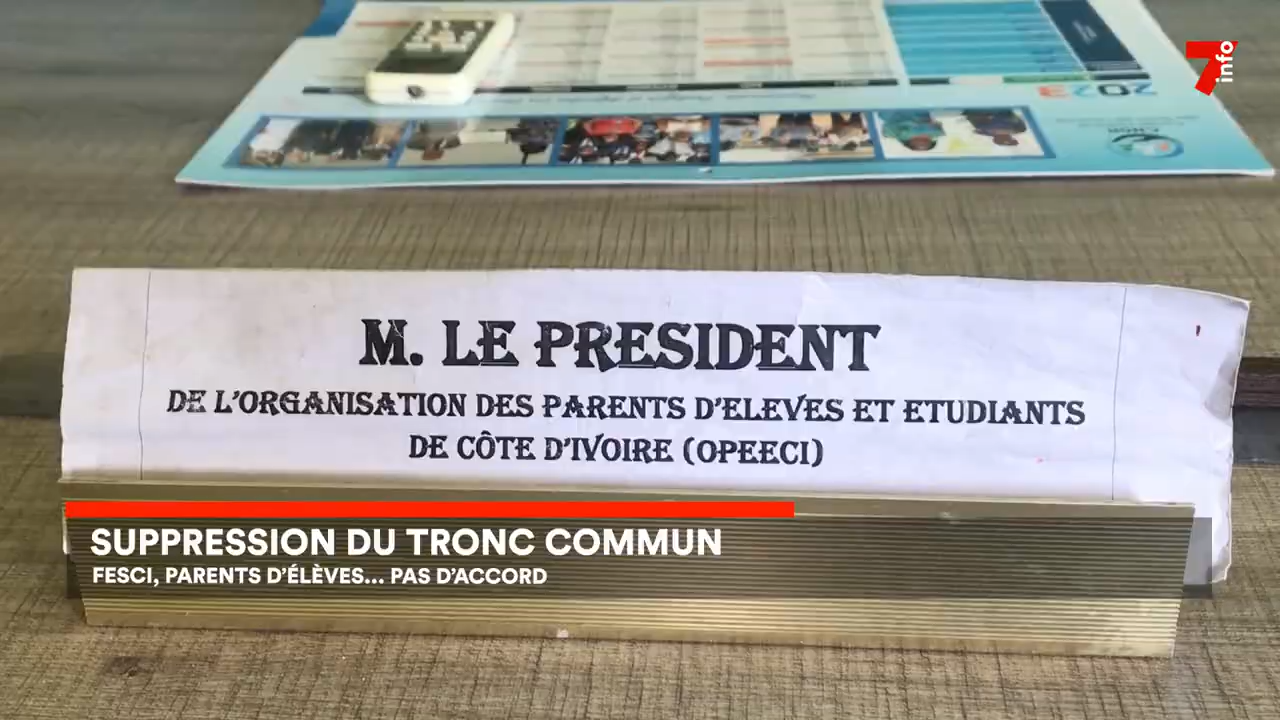 7info
2023
M. LE PRESIDENT
DE L'ORGANISATION DES PARENTS D'ELEVES ET ETUDIANTS
DE CÔTE D'IVOIRE (OPEECI)
SUPPRESSION DU TRONC COMMUN
FESCI, PARENTS D'ÉLÈVES... PAS D'ACCORD